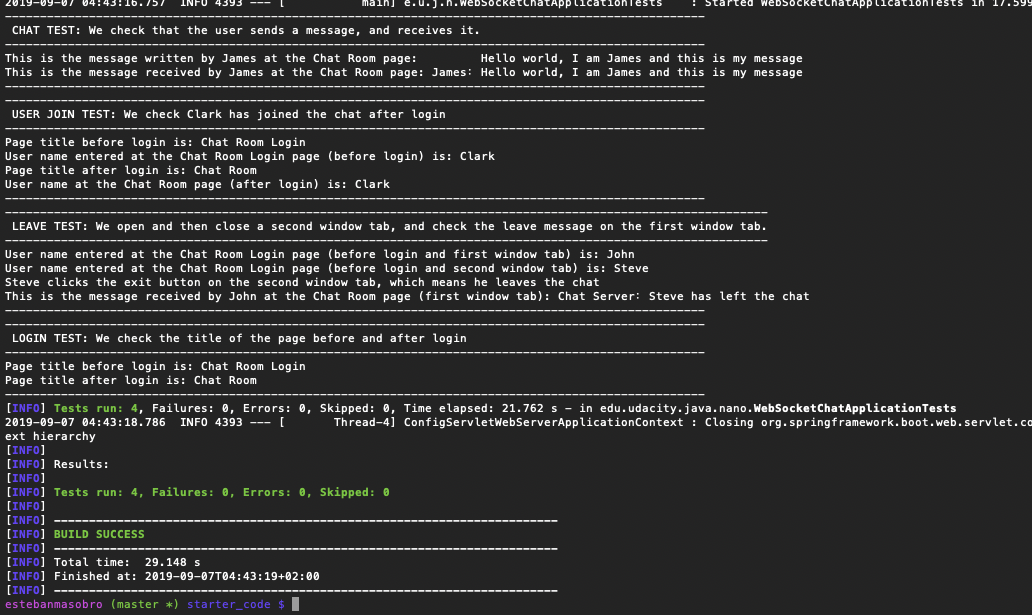 2019-09-07 04:43:16.757  INFO 4393 --- [           main] e.u.j.n.WebSocketChatApplicationTests    : Started WebSocketChatApplicationTests in 17.599
CHAT TEST: We check that the user sends a message, and receives it.
This is the message written by James at the Chat Room page:         Hello world, I am James and this is my message
This is the message received by James at the Chat Room page: James: Hello world, I am James and this is my message
USER JOIN TEST: We check Clark has joined the chat after login
Page title before login is: Chat Room Login
User name entered at the Chat Room Login page (before login) is: Clark
Page title after login is: Chat Room
User name at the Chat Room page (after login) is: Clark
LEAVE TEST: We open and then close a second window tab, and check the leave message on the first window tab.
User name entered at the Chat Room Login page (before login and first window tab) is: John
User name entered at the Chat Room Login page (before login and second window tab) is: Steve
Steve clicks the exit button on the second window tab, which means he leaves the chat
This is the message received by John at the Chat Room page (first window tab): Chat Server: Steve has left the chat
LOGIN TEST: We check the title of the page before and after login
Page title before login is: Chat Room Login
Page title after login is: Chat Room
[INFO] Tests run: 4, Failures: 0, Errors: 0, Skipped: 0, Time elapsed: 21.762 s - in edu.udacity.java.nano.WebSocketChatApplicationTests
2019-09-07 04:43:18.786  INFO 4393 --- [       Thread-4] ConfigServletWebServerApplicationContext : Closing org.springframework.boot.web.servlet.co
ext hierarchy
[INFO]
[INFO] Results:
[INFO]
[INFO] Tests run: 4, Failures: 0, Errors: 0, Skipped: 0
[INFO]
[INFO] ------------------------------------------------------------------------
[INFO] BUILD SUCCESS
[INFO] ------------------------------------------------------------------------
[INFO] Total time:  29.148 s
[INFO] Finished at: 2019-09-07T04:43:19+02:00
[INFO] ------------------------------------------------------------------------
estebanmasobro (master *) starter_code $